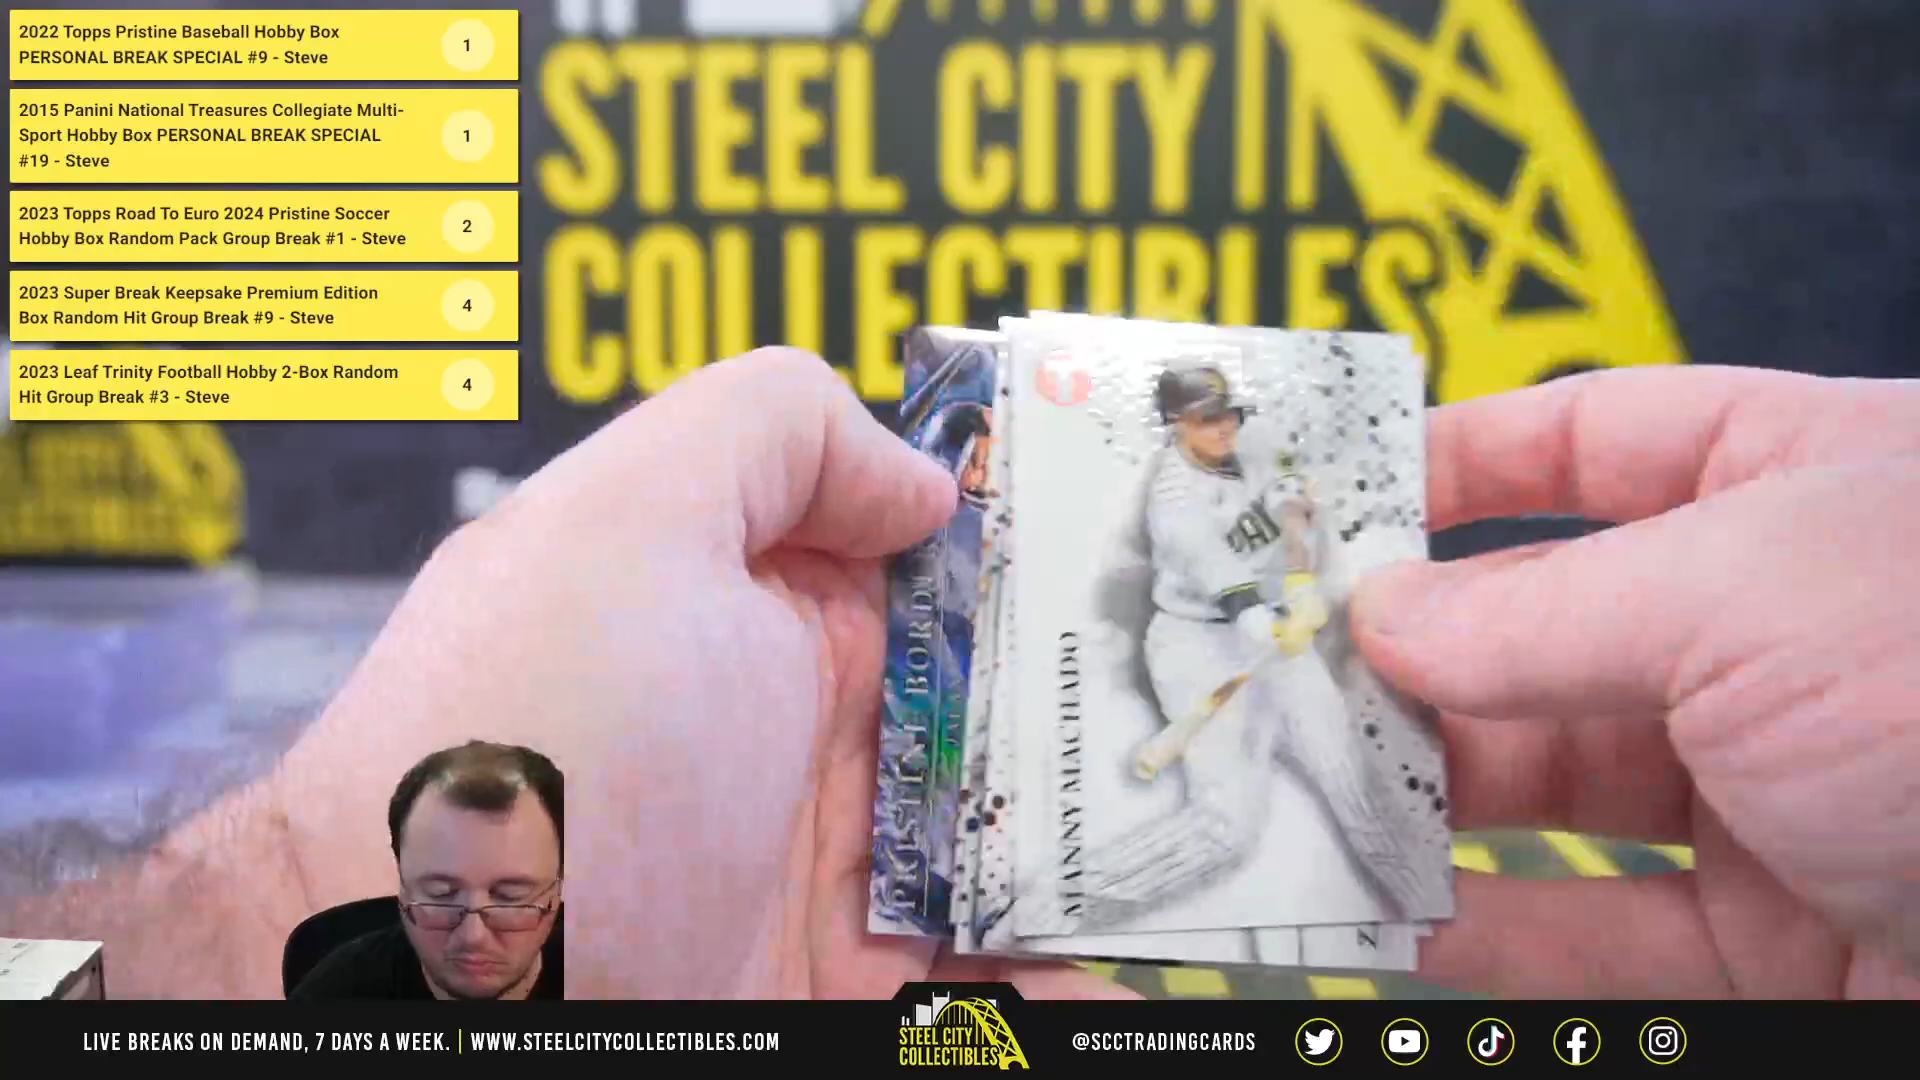 2022 Topps Pristine Baseball Hobby Box
PERSONAL BREAK SPECIAL #9 - Steve
1
2015 Panini National Treasures Collegiate Multi-
Sport Hobby Box PERSONAL BREAK SPECIAL
#19 - Steve
1
2023 Topps Road To Euro 2024 Pristine Soccer
Hobby Box Random Pack Group Break #1 - Steve
2
2023 Super Break Keepsake Premium Edition
Box Random Hit Group Break #9 - Steve
4
2023 Leaf Trinity Football Hobby 2-Box Random
Hit Group Break #3 - Steve
4
STEEL CITY
COLLECTIBLES
COLLECTIBLES
PRISTINE
MANNY MACHADO
LIVE BREAKS ON DEMAND, 7 DAYS A WEEK. | WWW.STEELCITYCOLLECTIBLES.COM
STEEL CITY
COLLECTIBLES
@SCCTRADINGCARDS